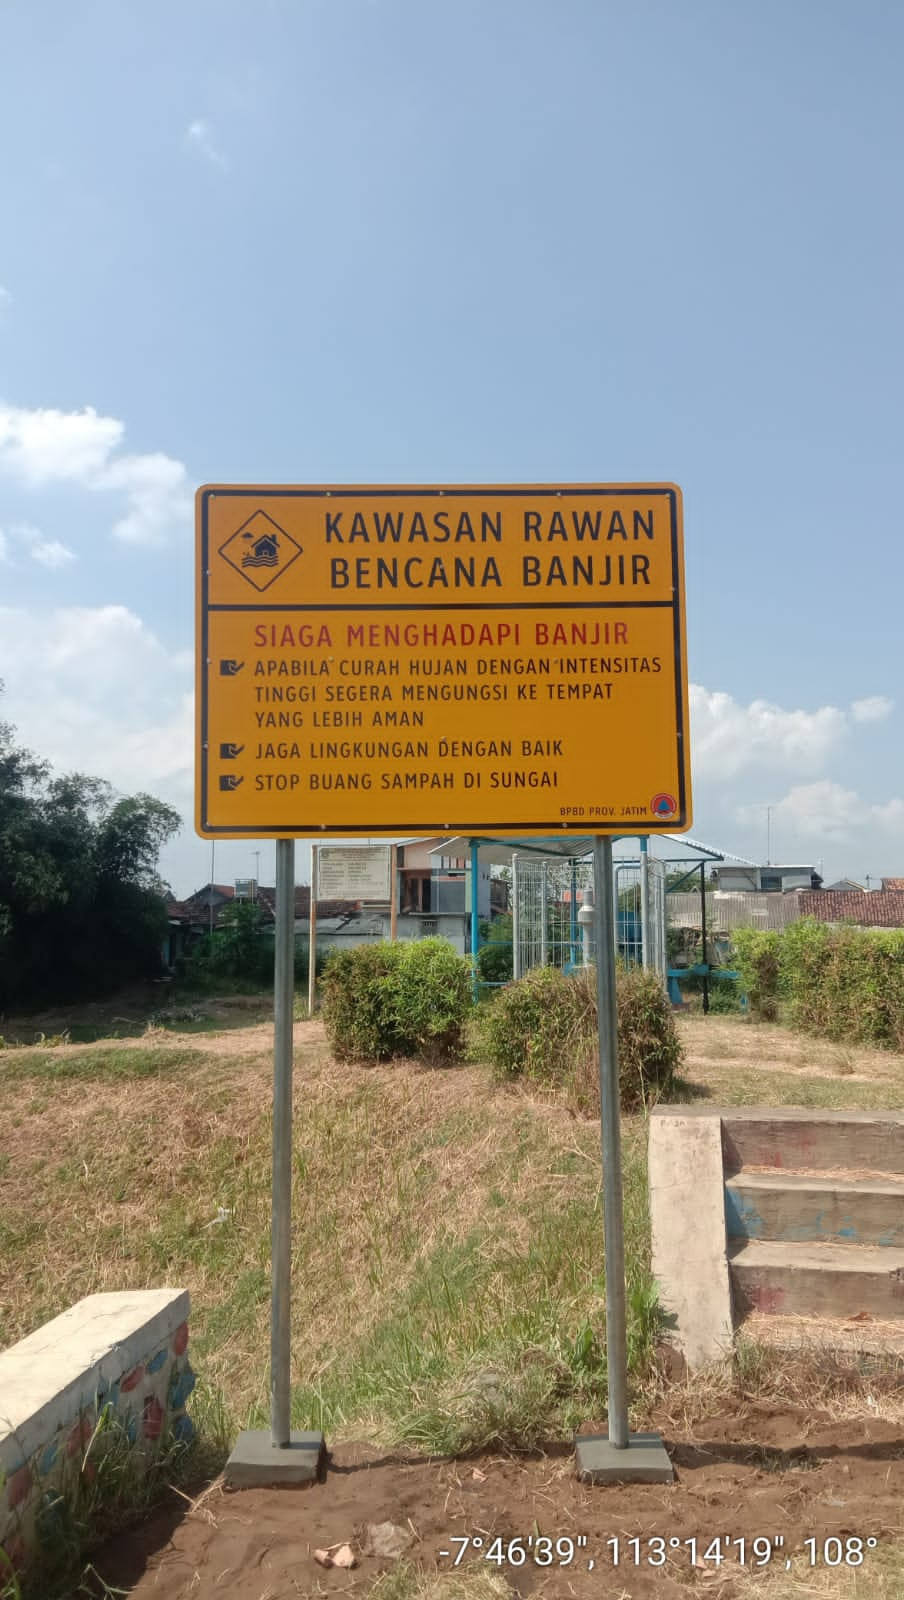 KAWASAN RAWAN
BENCANA BANJIR
SIAGA MENGHADAPI BANJIR
APABILA CURAH HUJAN DENGAN INTENSITAS
TINGGI SEGERA MENGUNGSI KE TEMPAT
YANG LEBIH AMAN
JAGA LINGKUNGAN DENGAN BAIK
STOP BUANG SAMPAH DI SUNGAI
BPBD PROV. JATIM
-7°46'39", 113°14'19", 108°